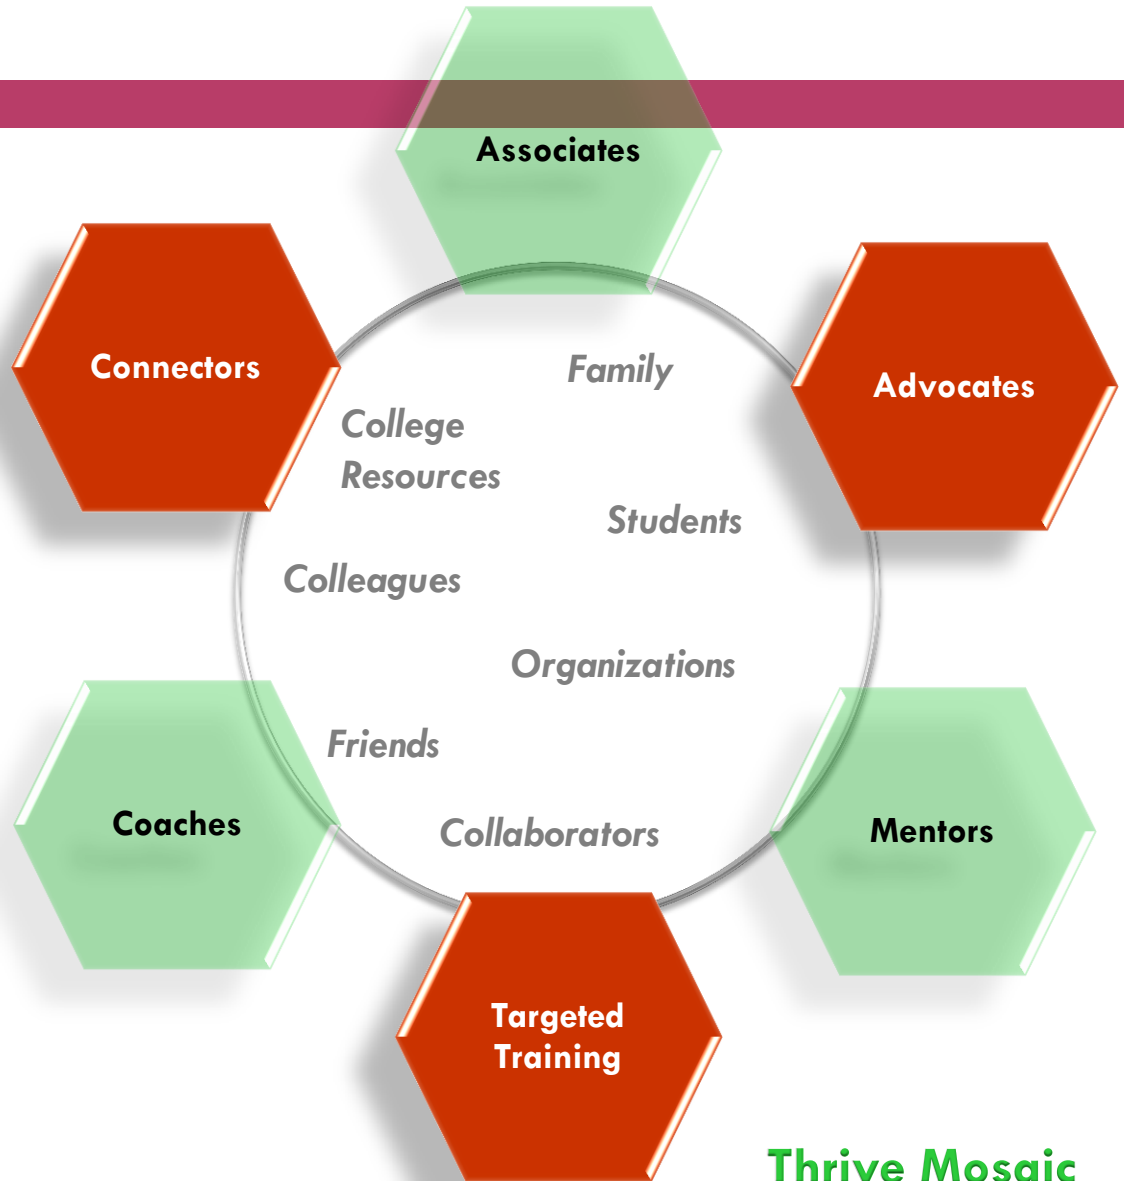 Associates
Connectors
Advocates
Family
College
Resources
Students
Colleagues
Organizations
Friends
Coaches
Mentors
Collaborators
Targeted
Training
Thrive Mosaic